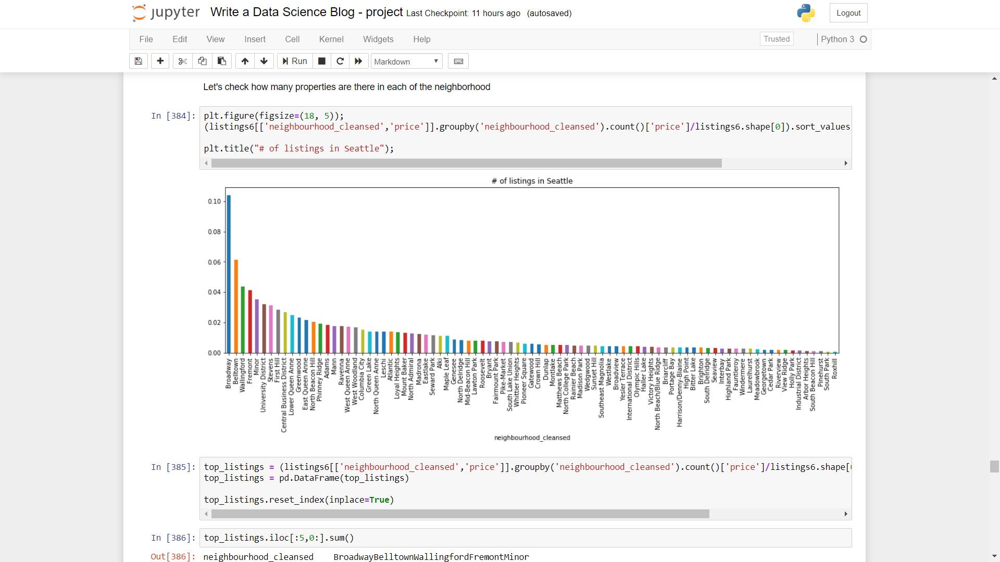 jupyter Write a Data Science Blog - project Last Checkpoint: 11 hours ago (autosaved)
Logout
File Edit View Insert Cell Kernel Widgets Help
Trusted Python 3
Run Markdown
Let's check how many properties are there in each of the neighborhood
In [384]:
plt.figure(figsize=(18, 5));
(listings6[['neighbourhood_cleansed','price']].groupby('neighbourhood_cleansed').count()['price']/listings6.shape[0]).sort_values
plt.title("# of listings in Seattle");
# of listings in Seattle
0.10
0.08
0.06
0.04
0.02
0.00
Broadway
Belltown
Wallingford
Fremont
Minor
University District
Stevens
First Hill
Central Business District
Lower Queen Anne
Greenwood
East Queen Anne
North Beacon Hill
Phinney Ridge
Adams
Mann
Ravenna
West Queen Anne
West Woodland
Columbia City
Green Lake
North Queen Anne
Leschi
Atlantic
Loyal Heights
Mount Baker
North Admiral
Madrona
Eastlake
Seward Park
Alki
Maple Leaf
Genesee
North Delridge
Mid-Beacon Hill
Lawton Park
Roosevelt
Bryant
Fairmount Park
Pike-Market
South Lake Union
Whittier Heights
Pioneer Square
Gatewood
Crown Hill
Dunlap
Montlake
Matthews Beach
North College Park
Rainier Beach
Madison Park
Wedgwood
Sunset Hill
Southeast Magnolia
Westlake
Broadview
Yesler Terrace
International District
Olympic Hills
Haller Lake
Victory Heights
North Beach/Blue Ridge
Briarcliff
Portage Bay
Harrison/Denny-Blaine
High Point
Bitter Lake
Brighton
South Delridge
Seaview
Interbay
Highland Park
Fauntleroy
Windermere
Laurelhurst
Meadowbrook
Georgetown
Cedar Park
Riverview
View Ridge
Holly Park
Industrial District
Arbor Heights
South Beacon Hill
Pinehurst
South Park
Roxhill
neighbourhood_cleansed
In [385]:
top_listings = (listings6[['neighbourhood_cleansed','price']].groupby('neighbourhood_cleansed').count()['price']/listings6.shape[
top_listings = pd.DataFrame(top_listings)
top_listings.reset_index(inplace=True)
In [386]:
top_listings.iloc[:5,0:].sum()
Out[386]:
neighbourhood_cleansed BroadwayBelltownWallingfordFremontMinor